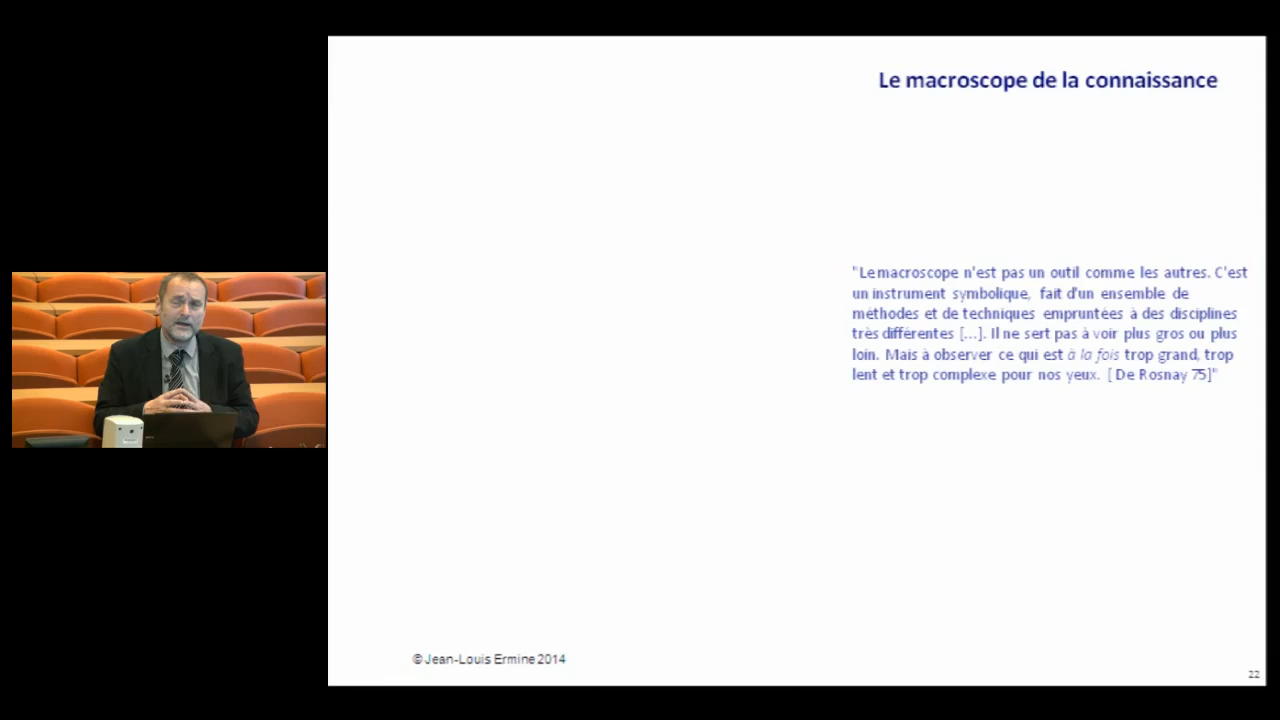 Le macroscope de la connaissance
"Le macroscope n'est pas un outil comme les autres. C'est
un instrument symbolique, fait d'un ensemble de
méthodes et de techniques empruntées à des disciplines
très différentes [...]. Il ne sert pas à voir plus gros ou plus
loin. Mais à observer ce qui est à la fois trop grand, trop
lent et trop complexe pour nos yeux. [ De Rosnay 75]"
© Jean-Louis Ermine 2014
22